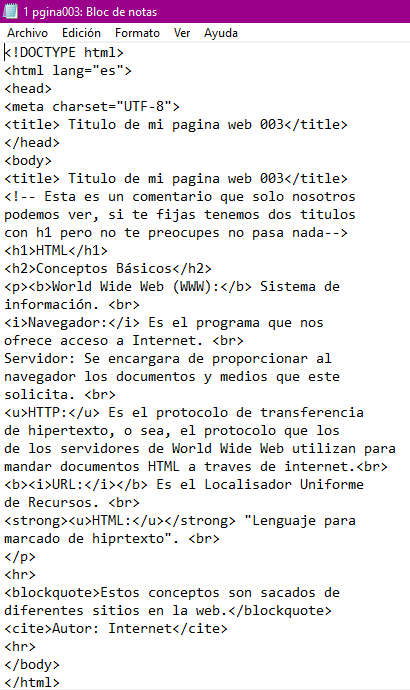 1 pgina003: Bloc de notas
Archivo Edición Formato Ver Ayuda
<!DOCTYPE html>
<html lang="es">
<head>
<meta charset="UTF-8">
<title> Titulo de mi pagina web 003</title>
</head>
<body>
<title> Titulo de mi pagina web 003</title>
<!-- Esta es un comentario que solo nosotros
podemos ver, si te fijas tenemos dos titulos
con h1 pero no te preocupes no pasa nada-->
<h1>HTML</h1>
<h2>Conceptos Básicos</h2>
<p><b>World Wide Web (WWW):</b> Sistema de
información. <br>
<i>Navegador:</i> Es el programa que nos
ofrece acceso a Internet. <br>
Servidor: Se encargara de proporcionar al
navegador los documentos y medios que este
solicita. <br>
<u>HTTP:</u> Es el protocolo de transferencia
de hipertexto, o sea, el protocolo que los
de los servidores de World Wide Web utilizan para
mandar documentos HTML a traves de internet.<br>
<b><i>URL:</i></b> Es el Localisador Uniforme
de Recursos. <br>
<strong><u>HTML:</u></strong> "Lenguaje para
marcado de hiprtexto". <br>
</p>
<hr>
<blockquote>Estos conceptos son sacados de
diferentes sitios en la web.</blockquote>
<cite>Autor: Internet</cite>
<hr>
</body>
</html>